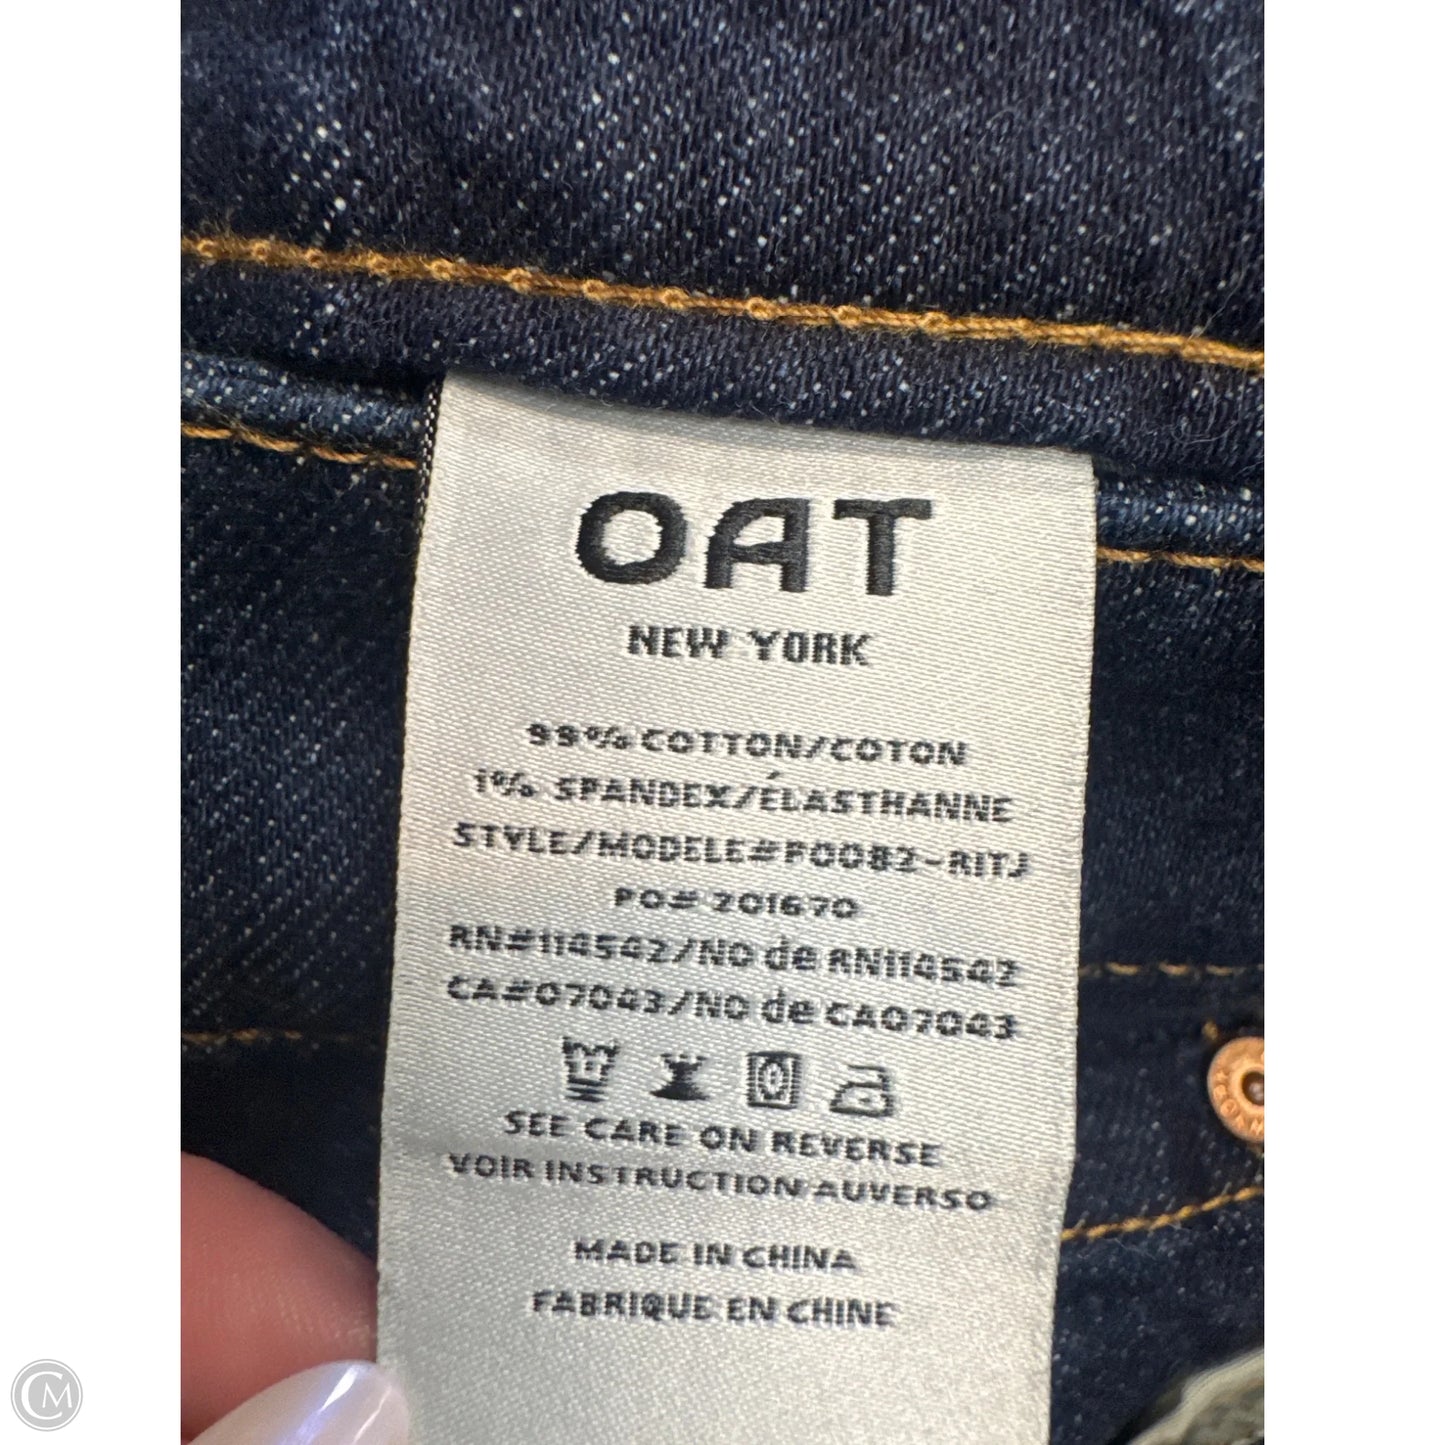 OAT
NEW YORK
99% COTTON/COTON
1% SPANDEX/ÉLASTHANNE
STYLE/MODELE#P0082-RITJ
PO# 201670
RN#114542/NO de RN114542
CA#07043/NO de CA07043
SEE CARE ON REVERSE
VOIR INSTRUCTION AUVERSO
MADE IN CHINA
FABRIQUE EN CHINE
CM